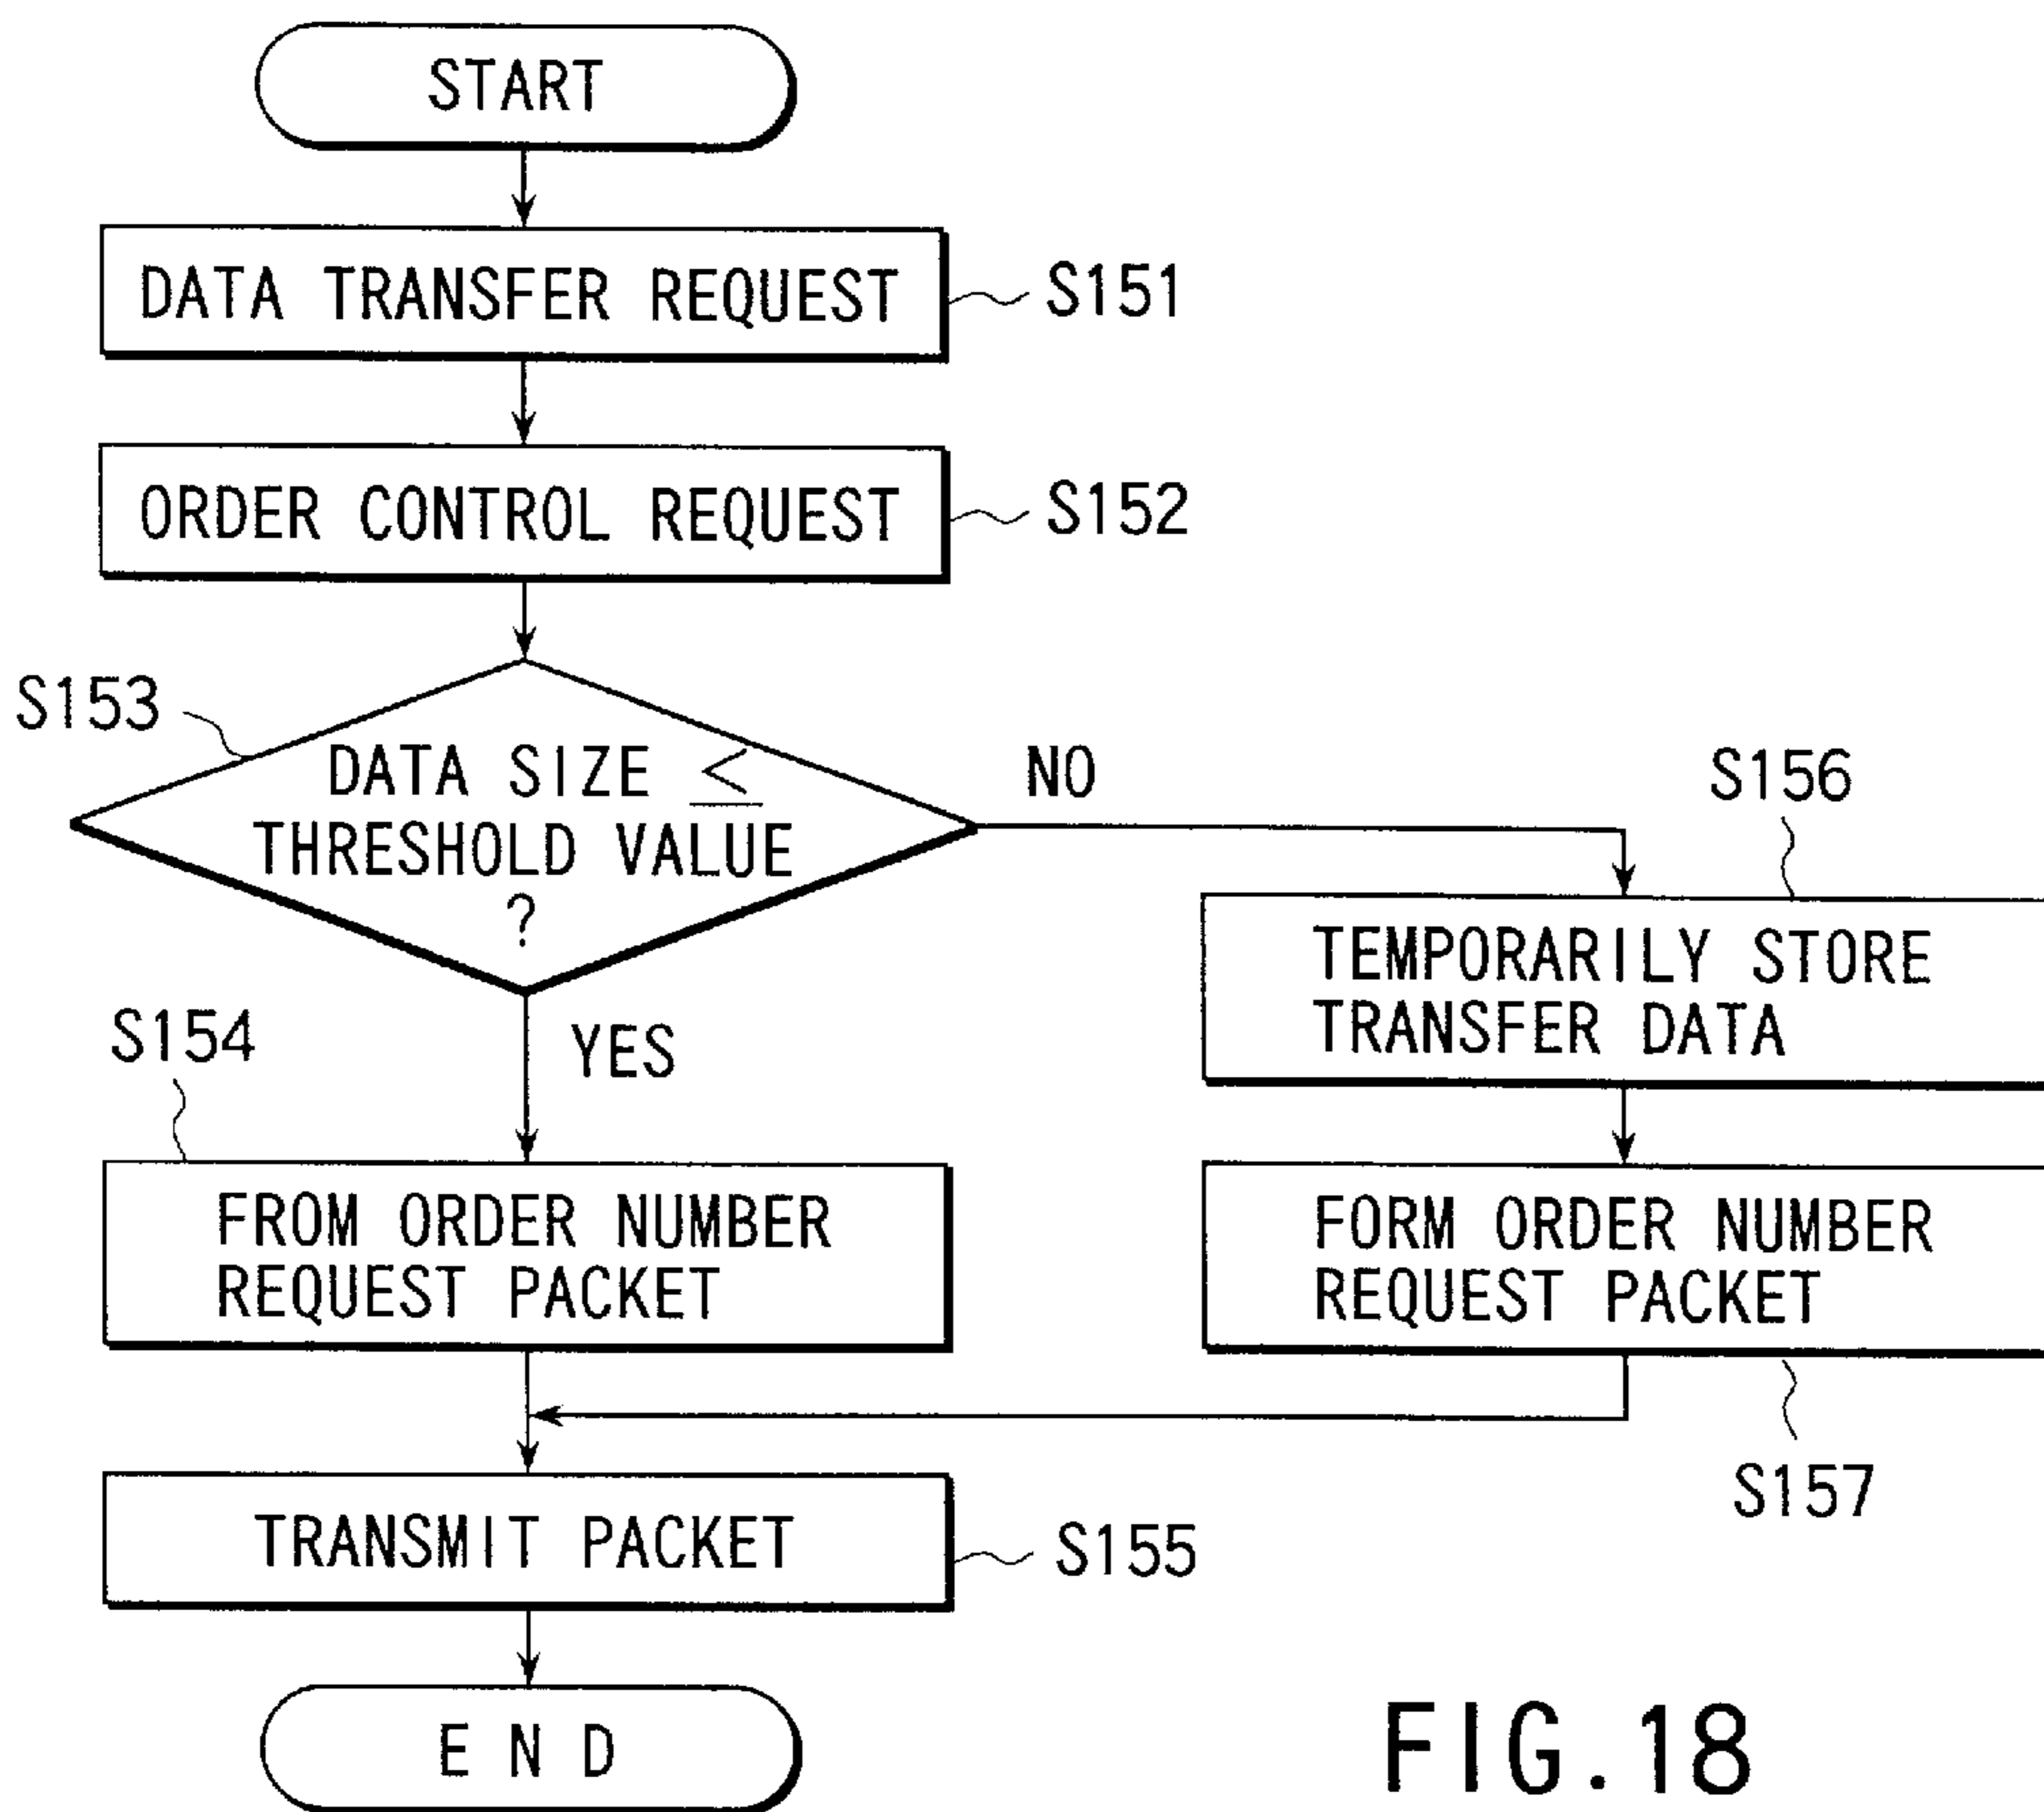 START
DATA TRANSFER REQUEST
S151
ORDER CONTROL REQUEST
S152
S153
DATA SIZE ≤
THRESHOLD VALUE
?
NO
YES
S154
FROM ORDER NUMBER
REQUEST PACKET
S156
TEMPORARILY STORE
TRANSFER DATA
FORM ORDER NUMBER
REQUEST PACKET
S157
TRANSMIT PACKET
S155
END
FIG.18